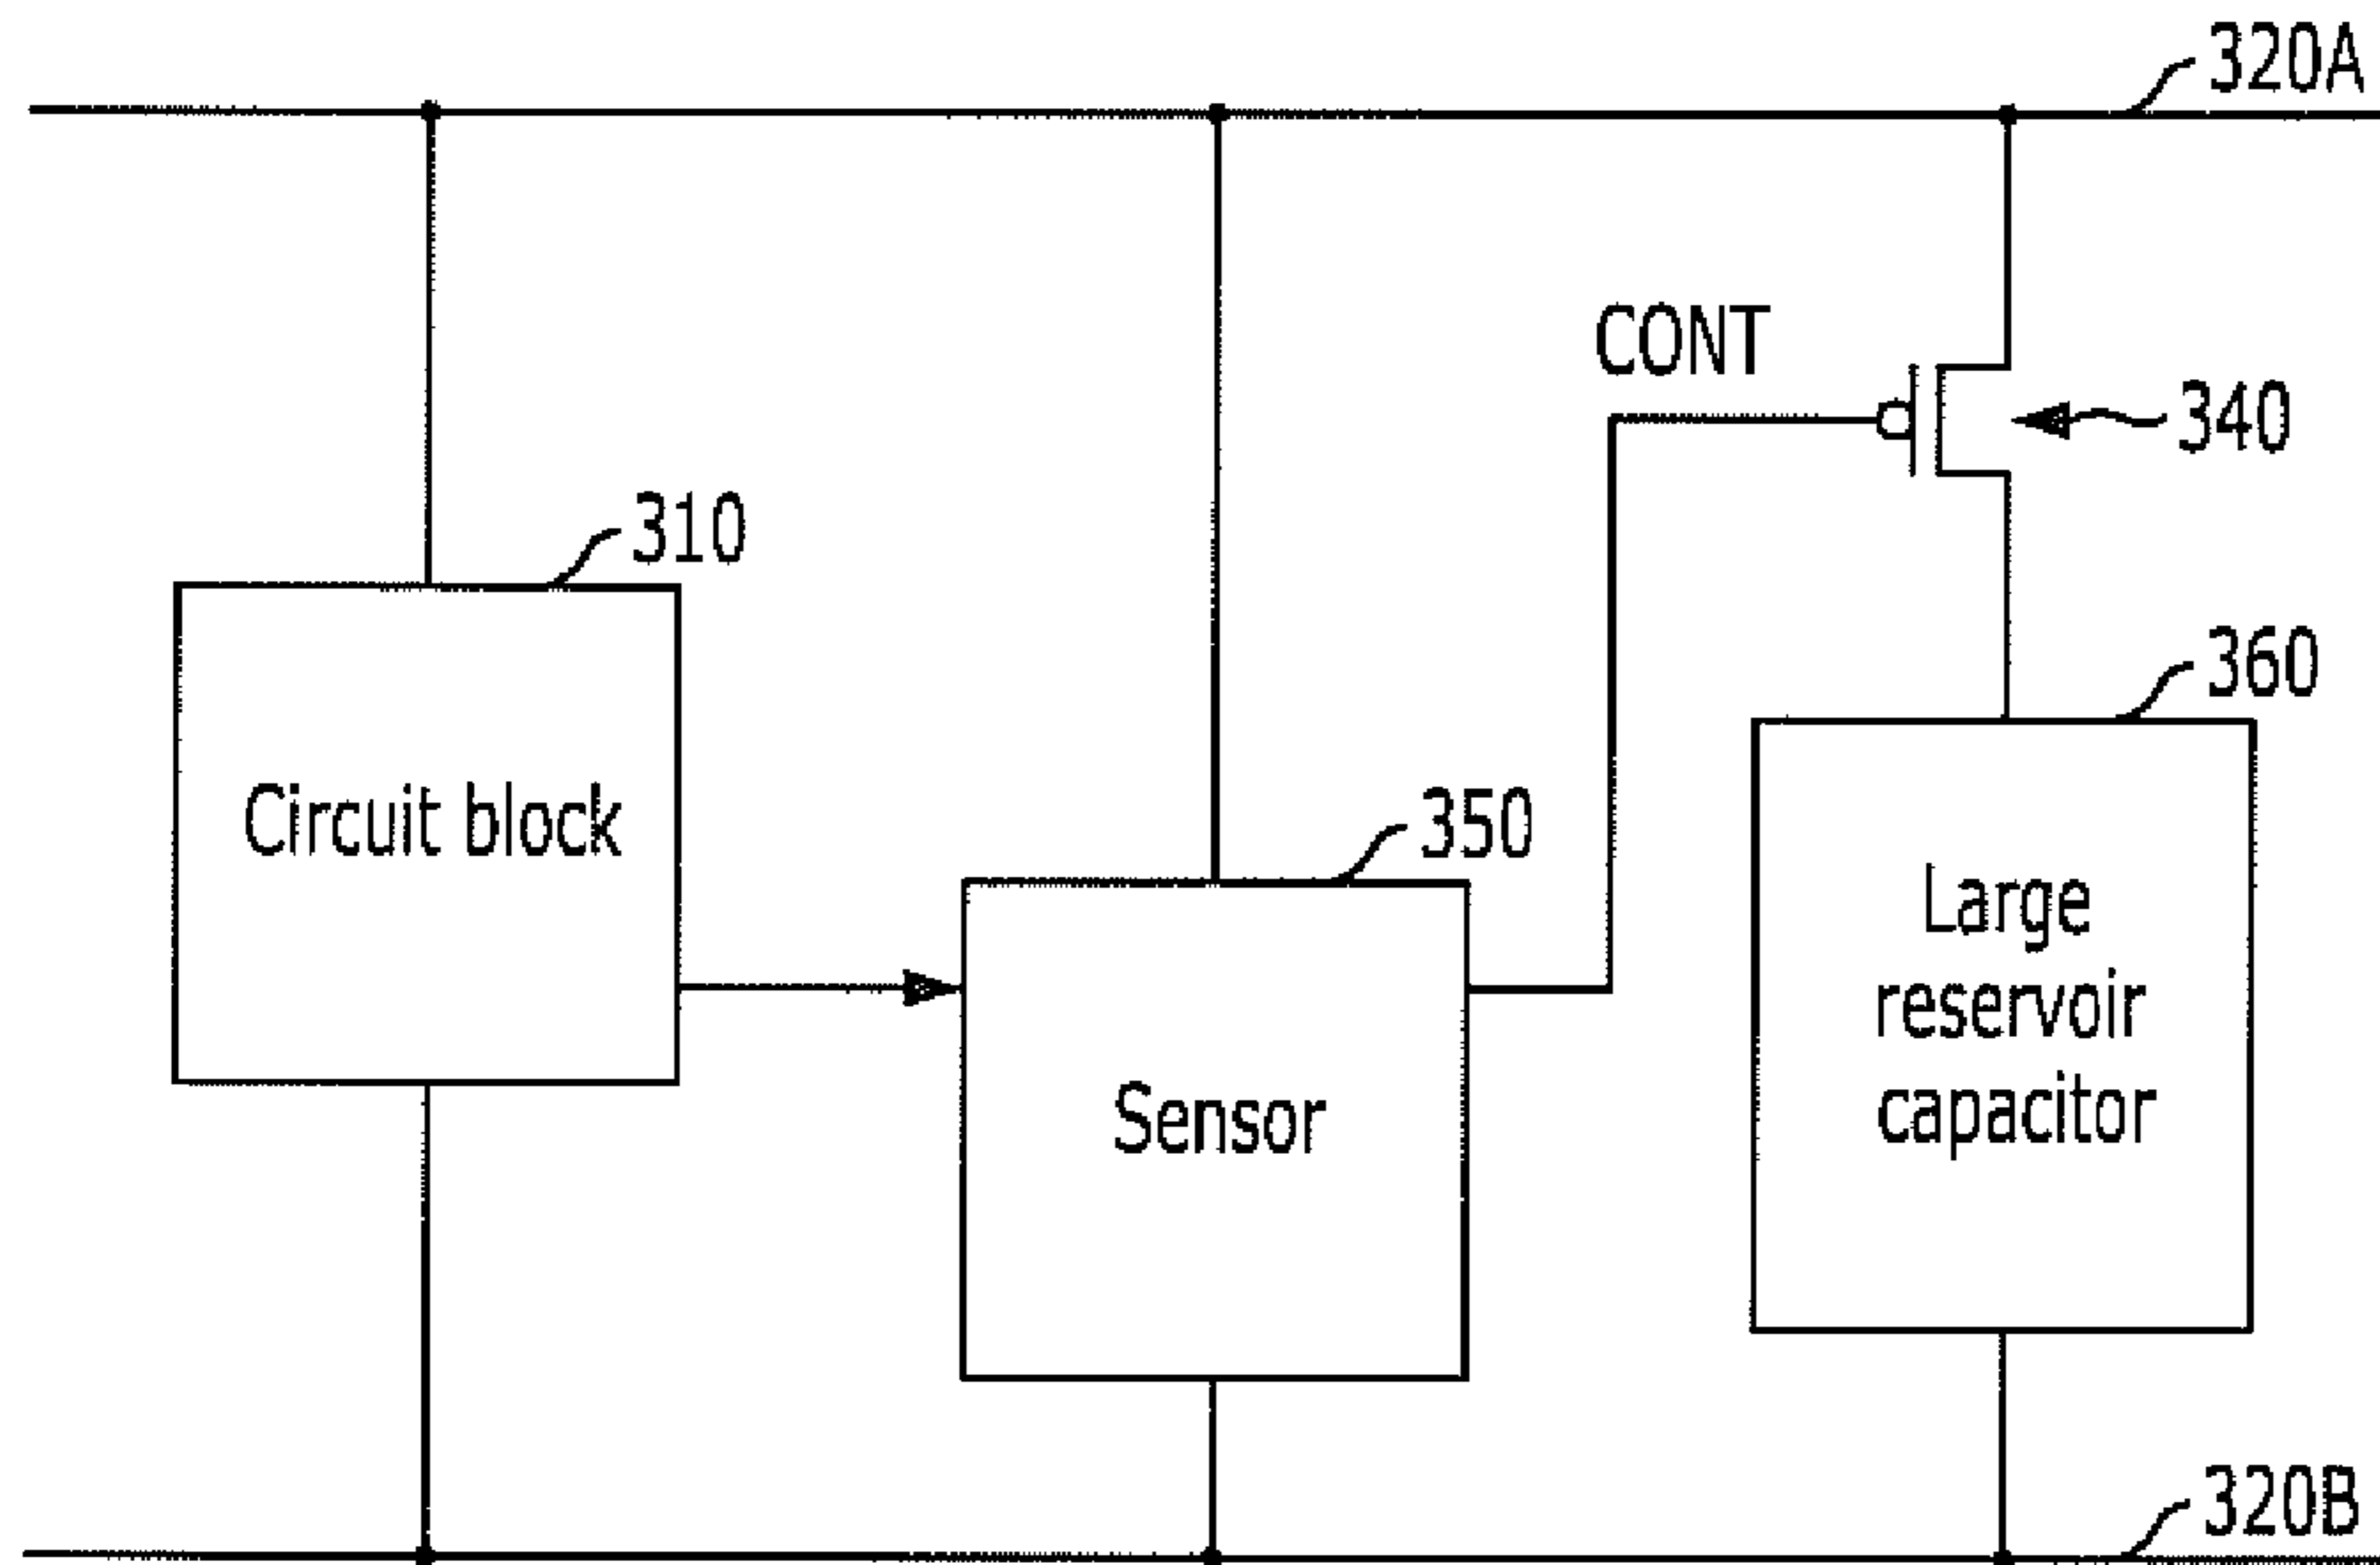 320A
CONT
340
310
360
Circuit block
350
Large
reservoir
capacitor
Sensor
320B